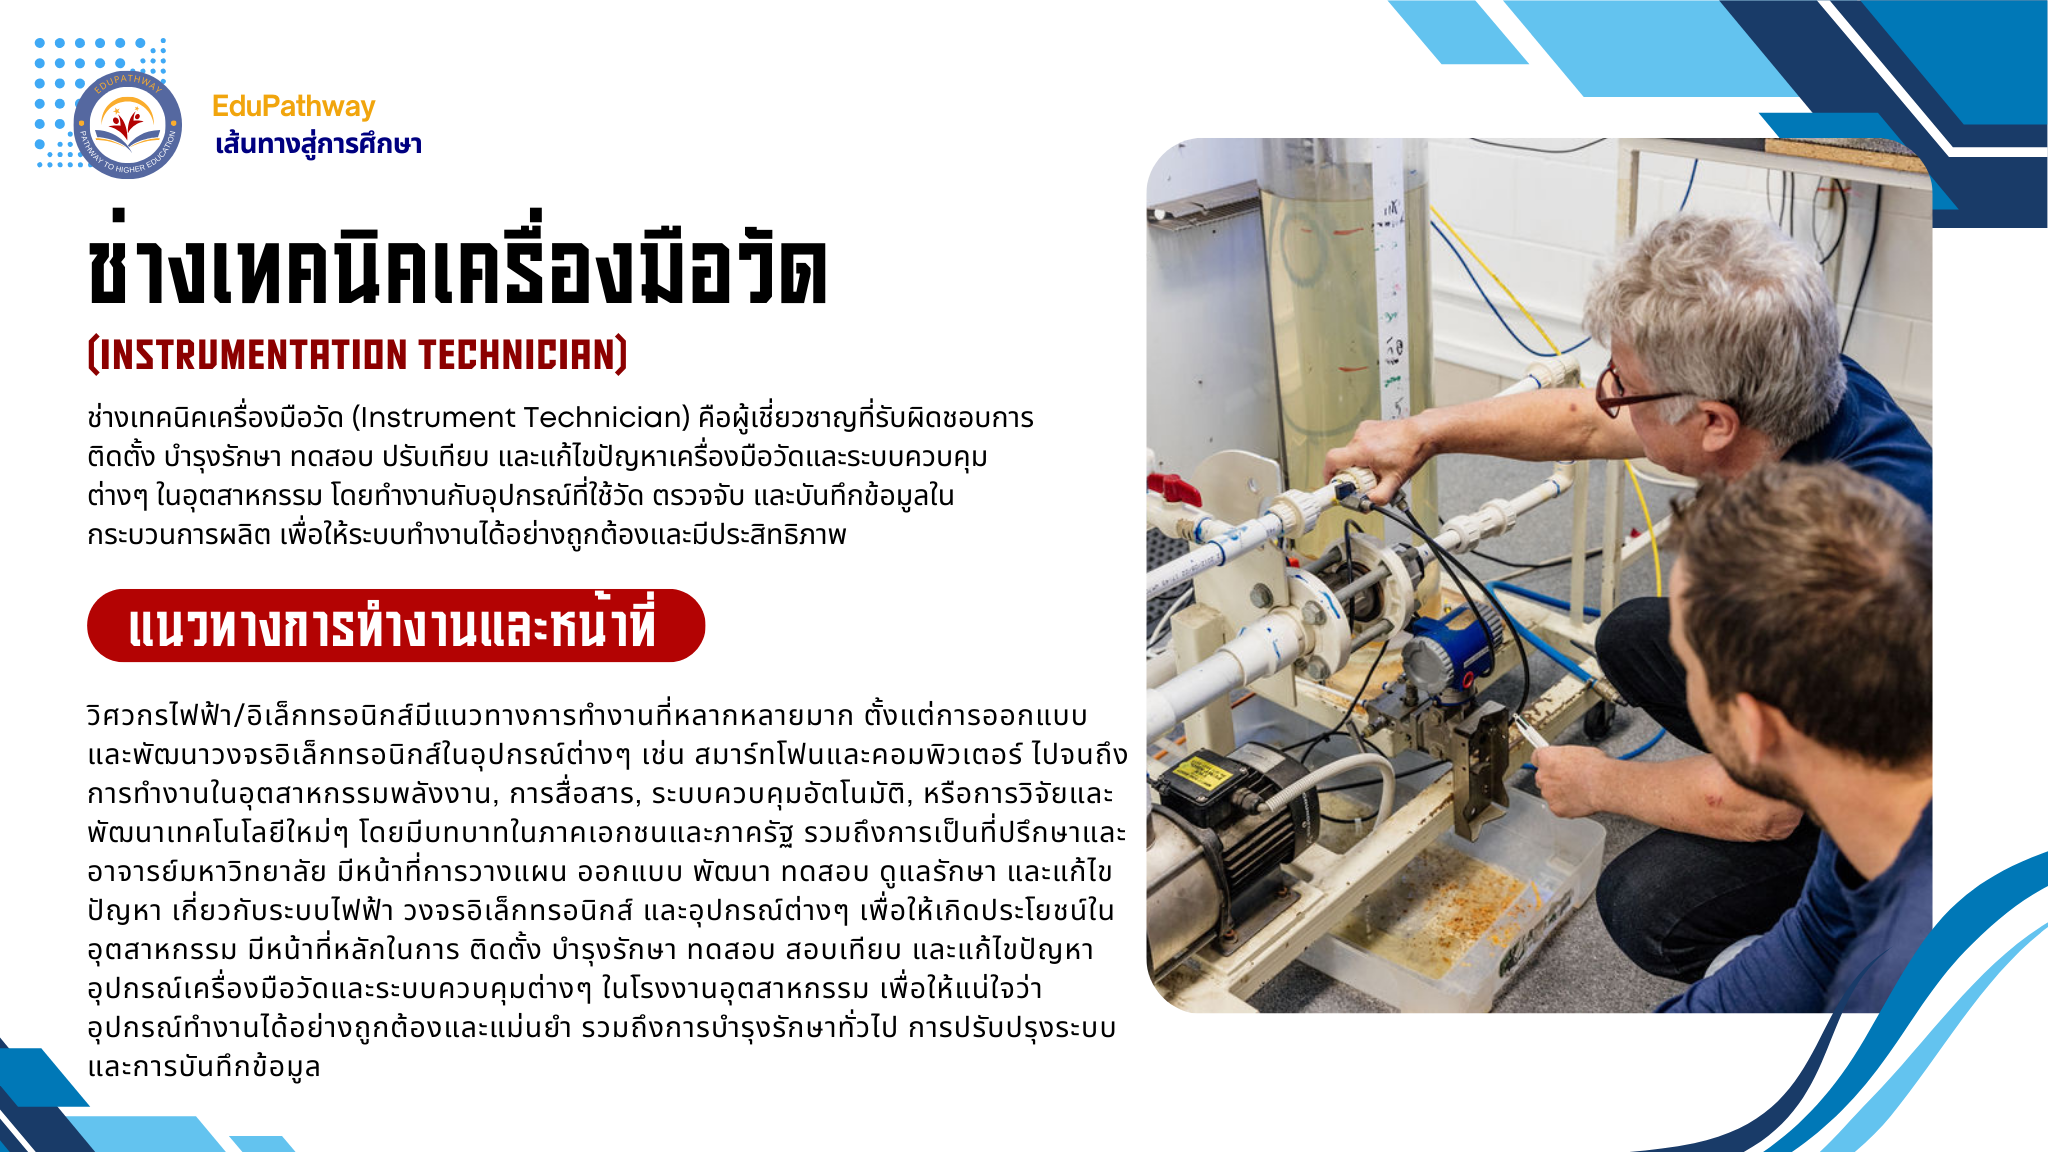 EDUPATHWAY
PATHWAY TO HIGHER EDUCATION
EduPathway
เส้นทางสู่การศึกษา
ช่างเทคนิคเครื่องมือวัด
(INSTRUMENTATION TECHNICIAN)
ช่างเทคนิคเครื่องมือวัด (Instrument Technician) คือผู้เชี่ยวชาญที่รับผิดชอบการ
ติดตั้ง บำรุงรักษา ทดสอบ ปรับเทียบ และแก้ไขปัญหาเครื่องมือวัดและระบบควบคุม
ต่างๆ ในอุตสาหกรรม โดยทำงานกับอุปกรณ์ที่ใช้วัด ตรวจจับ และบันทึกข้อมูลใน
กระบวนการผลิต เพื่อให้ระบบทำงานได้อย่างถูกต้องและมีประสิทธิภาพ
แนวทางการทำงานและหน้าที่
วิศวกรไฟฟ้า/อิเล็กทรอนิกส์มีแนวทางการทำงานที่หลากหลายมาก ตั้งแต่การออกแบบ
และพัฒนาวงจรอิเล็กทรอนิกส์ในอุปกรณ์ต่างๆ เช่น สมาร์ทโฟนและคอมพิวเตอร์ ไปจนถึง
การทำงานในอุตสาหกรรมพลังงาน, การสื่อสาร, ระบบควบคุมอัตโนมัติ, หรือการวิจัยและ
พัฒนาเทคโนโลยีใหม่ๆ โดยมีบทบาทในภาคเอกชนและภาครัฐ รวมถึงการเป็นที่ปรึกษาและ
อาจารย์มหาวิทยาลัย มีหน้าที่การวางแผน ออกแบบ พัฒนา ทดสอบ ดูแลรักษา และแก้ไข
ปัญหา เกี่ยวกับระบบไฟฟ้า วงจรอิเล็กทรอนิกส์ และอุปกรณ์ต่างๆ เพื่อให้เกิดประโยชน์ใน
อุตสาหกรรม มีหน้าที่หลักในการ ติดตั้ง บำรุงรักษา ทดสอบ สอบเทียบ และแก้ไขปัญหา
อุปกรณ์เครื่องมือวัดและระบบควบคุมต่างๆ ในโรงงานอุตสาหกรรม เพื่อให้แน่ใจว่า
อุปกรณ์ทำงานได้อย่างถูกต้องและแม่นยำ รวมถึงการบำรุงรักษาทั่วไป การปรับปรุงระบบ
และการบันทึกข้อมูล